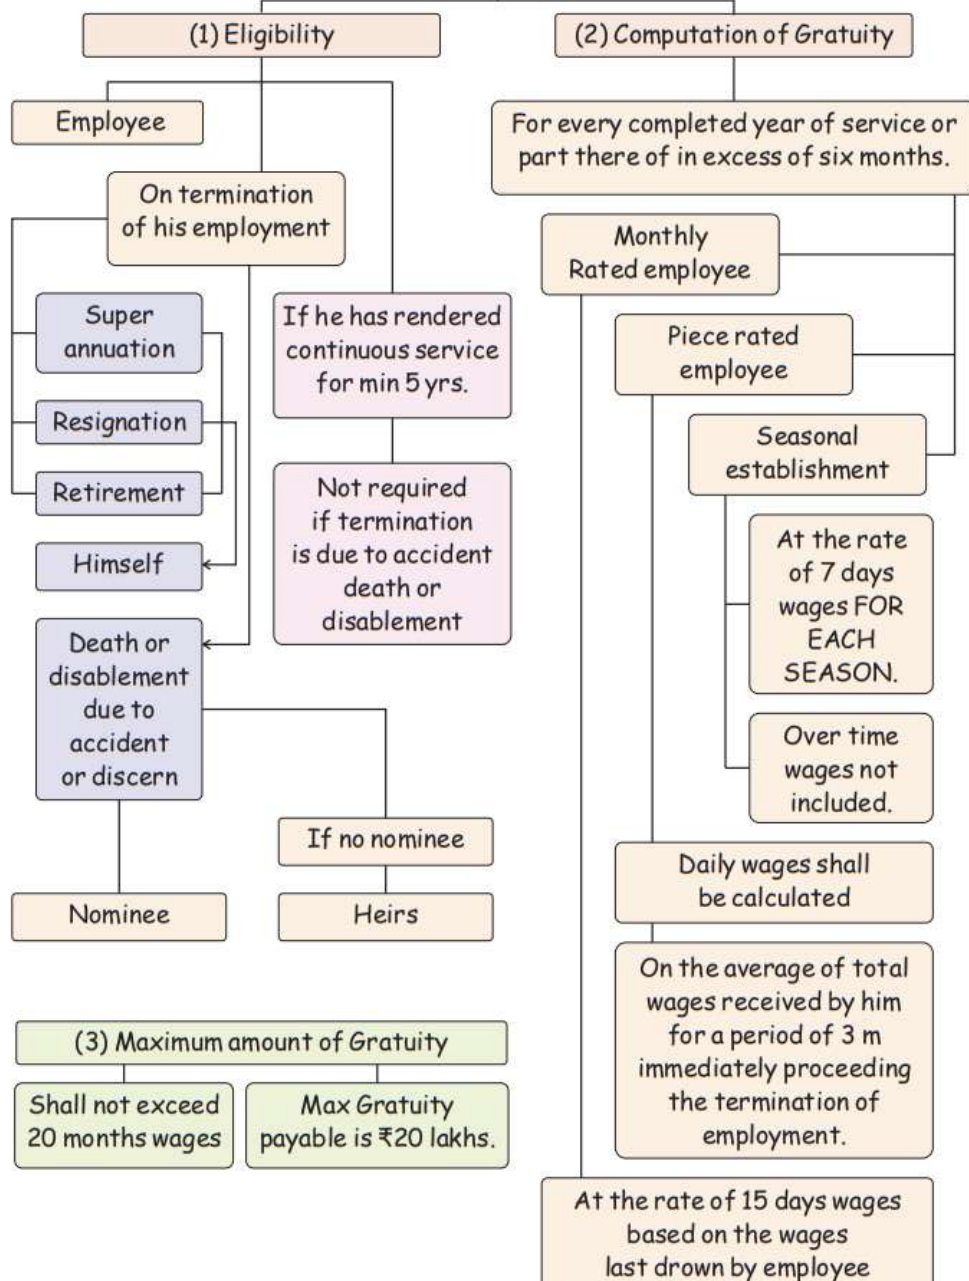 (1) Eligibility
Employee
On termination
of his employment
Super
annuation
Resignation
Retirement
Himself
Death or
disablement
due to
accident
or discern
If he has rendered
continuous service
for min 5 yrs.
Not required
if termination
is due to accident
death or
disablement
If no nominee
Nominee
Heirs
(2) Computation of Gratuity
For every completed year of service or
part there of in excess of six months.
Monthly
Rated employee
Piece rated
employee
Seasonal
establishment
At the rate
of 7 days
wages FOR
EACH
SEASON.
Over time
wages not
included.
Daily wages shall
be calculated
On the average of total
wages received by him
for a period of 3 m
immediately proceeding
the termination of
employment.
At the rate of 15 days wages
based on the wages
last drown by employee
(3) Maximum amount of Gratuity
Shall not exceed
20 months wages
Max Gratuity
payable is ₹20 lakhs.